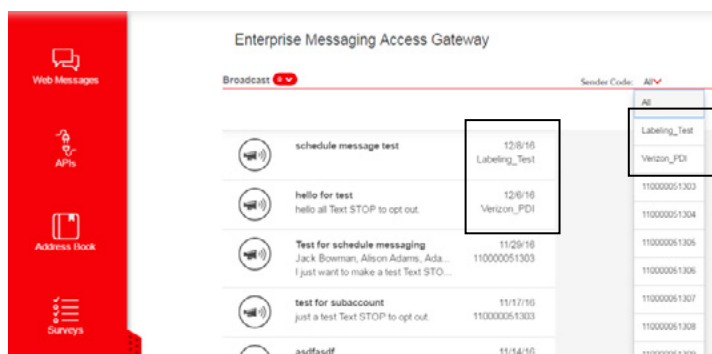 Enterprise Messaging Access Gateway
Web Messages
APIs
Address Book
Surveys
Broadcast
Sender Code: All
All
Labeling_Test
Verizon_PDI
110000051303
110000051304
110000051305
110000051306
110000051307
110000051308
schedule message test 12/8/16
Labeling_Test
hello for test 12/6/16
hello all Text STOP to opt out. Verizon_PDI
Test for schedule messaging 11/29/16
Jack Bowman, Alison Adams, Ada... 110000051303
I just want to make a test Text STO...
test for subaccount 11/17/16
just a test Text STOP to opt out. 110000051303
asdfasdf 11/14/16